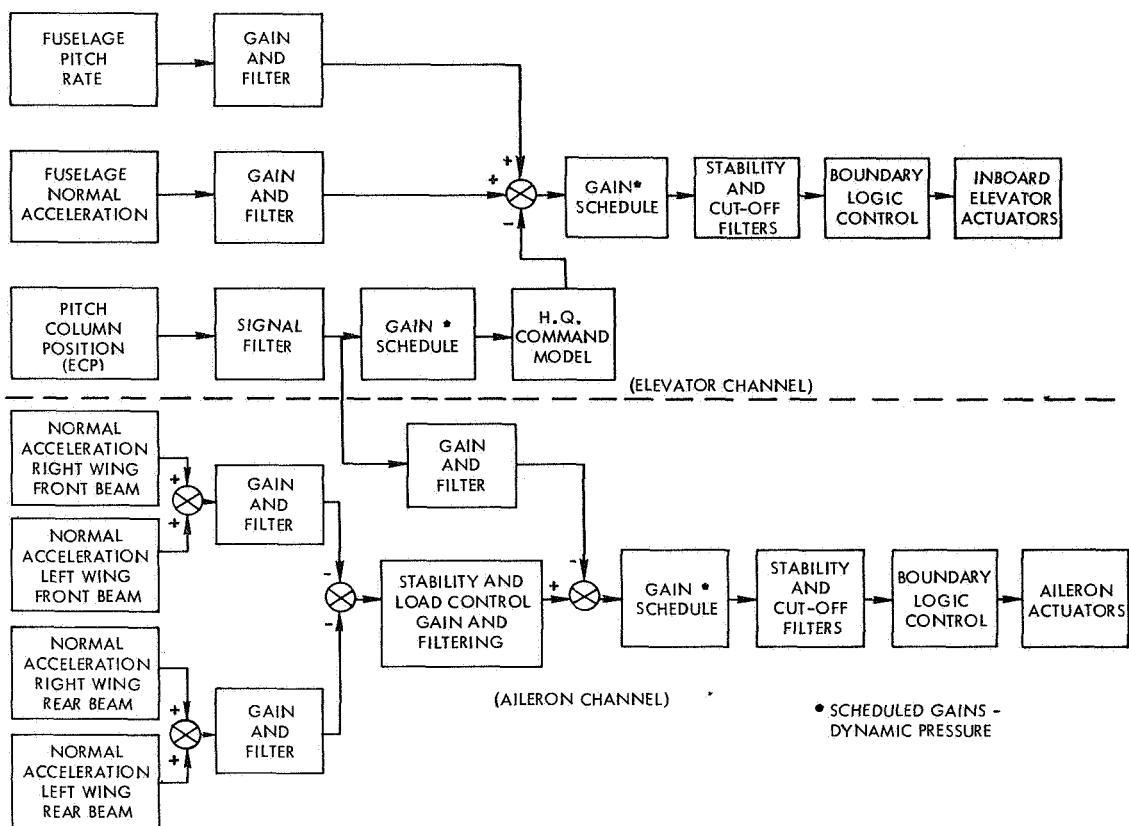 FUSELAGE
PITCH
RATE
GAIN
AND
FILTER
FUSELAGE
NORMAL
ACCELERATION
GAIN
AND
FILTER
+
+
-
GAIN*
SCHEDULE
STABILITY
AND
CUT-OFF
FILTERS
BOUNDARY
LOGIC
CONTROL
INBOARD
ELEVATOR
ACTUATORS
PITCH
COLUMN
POSITION
(ECP)
SIGNAL
FILTER
GAIN *
SCHEDULE
H.Q.
COMMAND
MODEL
(ELEVATOR CHANNEL)
NORMAL
ACCELERATION
RIGHT WING
FRONT BEAM
NORMAL
ACCELERATION
LEFT WING
FRONT BEAM
+
+
GAIN
AND
FILTER
GAIN
AND
FILTER
NORMAL
ACCELERATION
RIGHT WING
REAR BEAM
NORMAL
ACCELERATION
LEFT WING
REAR BEAM
+
+
GAIN
AND
FILTER
-
-
STABILITY AND
LOAD CONTROL
GAIN AND
FILTERING
-
+
GAIN *
SCHEDULE
STABILITY
AND
CUT-OFF
FILTERS
BOUNDARY
LOGIC
CONTROL
AILERON
ACTUATORS
(AILERON CHANNEL)
* SCHEDULED GAINS -
DYNAMIC PRESSURE